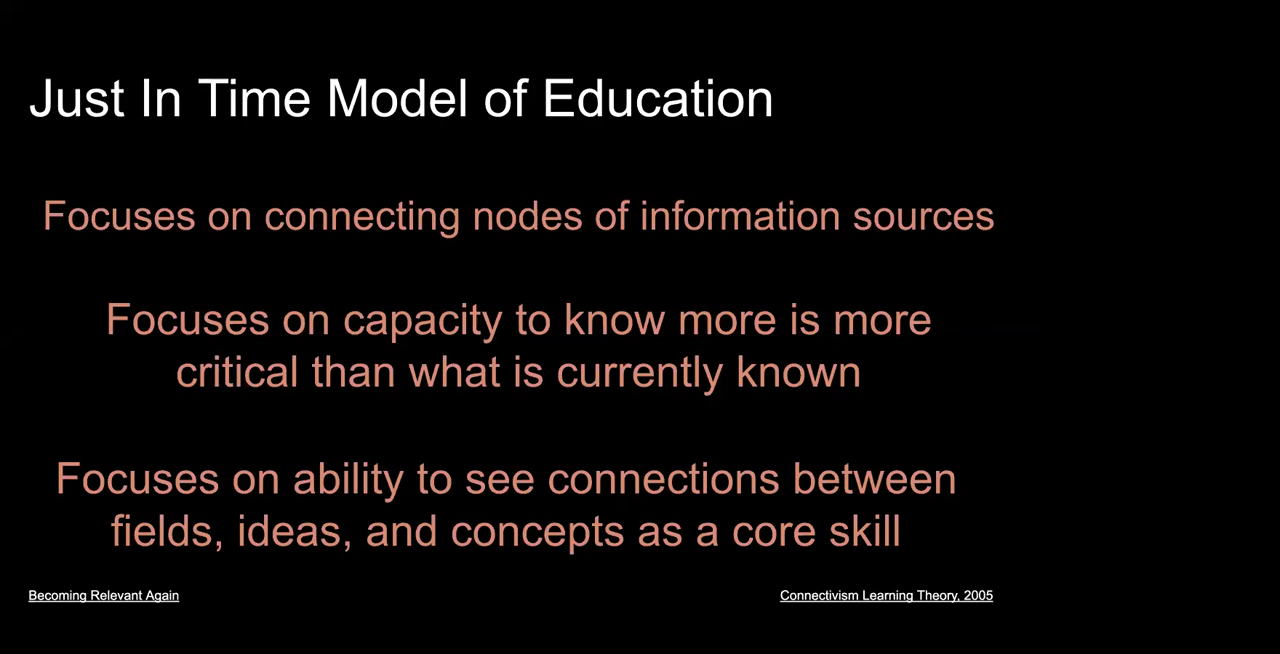 Just In Time Model of Education
Focuses on connecting nodes of information sources
Focuses on capacity to know more is more
critical than what is currently known
Focuses on ability to see connections between
fields, ideas, and concepts as a core skill
Becoming Relevant Again
Connectivism Learning Theory, 2005